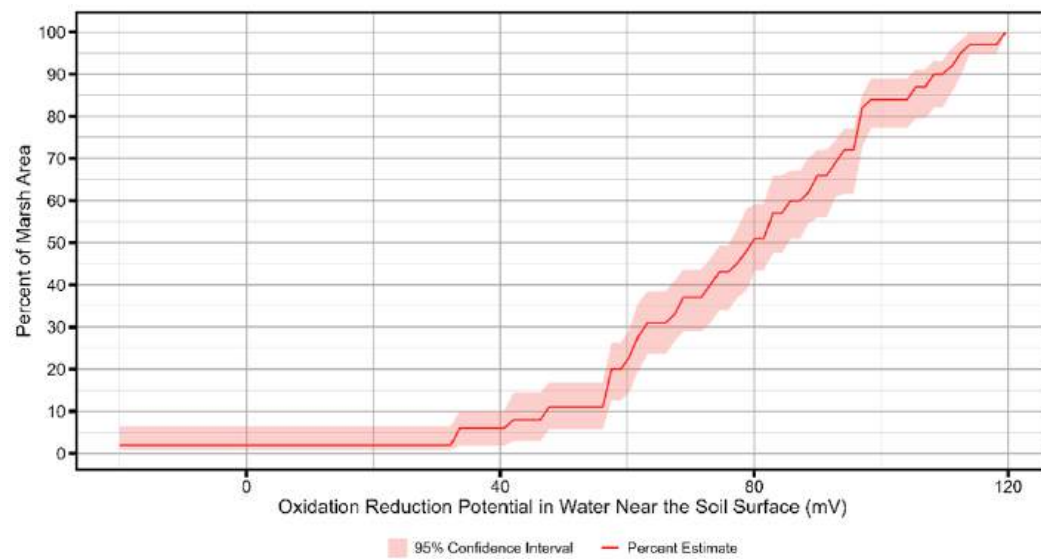 Percent of Marsh Area
100
90
80
70
60
50
40
30
20
10
0
0 40 80 120
Oxidation Reduction Potential in Water Near the Soil Surface (mV)
95% Confidence Interval Percent Estimate